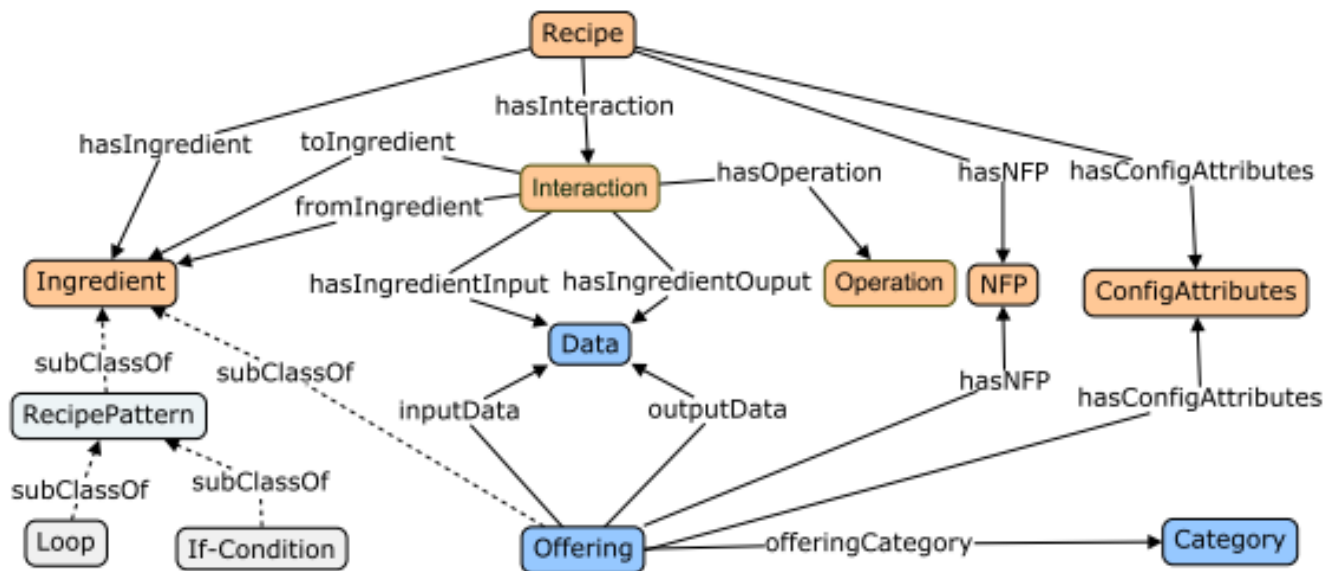 Recipe
hasInteraction
hasIngredient
toIngredient
Interaction
hasOperation
hasNFP
hasConfigAttributes
fromIngredient
Ingredient
hasIngredientInput
hasIngredientOuput
Operation
NFP
ConfigAttributes
Data
subClassOf
subClassOf
hasNFP
hasConfigAttributes
RecipePattern
inputData
outputData
subClassOf
subClassOf
Loop
If-Condition
Offering
offeringCategory
Category